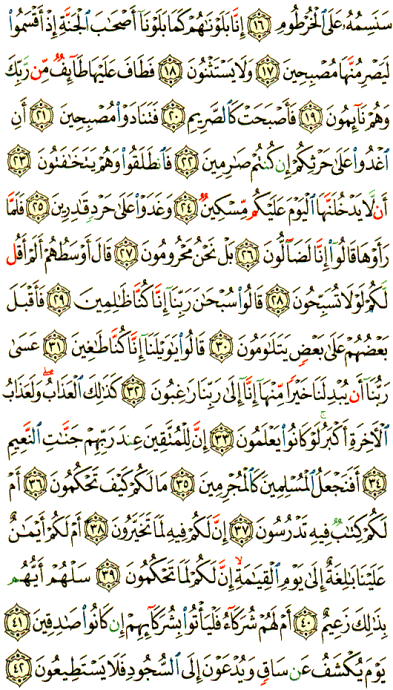 سَنَسِمُهُۥ عَلَى ٱلْخُرْطُومِ ١٦ إِنَّا بَلَوْنَٰهُمْ كَمَا بَلَوْنَآ أَصْحَٰبَ ٱلْجَنَّةِ إِذْ أَقْسَمُوا۟
لَيَصْرِمُنَّهَا مُصْبِحِينَ ١٧ وَلَا يَسْتَثْنُونَ ١٨ فَطَافَ عَلَيْهَا طَآئِفٌ مِّن رَّبِّكَ
وَهُمْ نَآئِمُونَ ١٩ فَأَصْبَحَتْ كَٱلصَّرِيمِ ٢٠ فَتَنَادَوْا۟ مُصْبِحِينَ ٢١ أَنِ
ٱغْدُوا۟ عَلَىٰ حَرْثِكُمْ إِن كُنتُمْ صَٰرِمِينَ ٢٢ فَٱنطَلَقُوا۟ وَهُمْ يَتَخَٰفَتُونَ ٢٣
أَن لَّا يَدْخُلَنَّهَا ٱلْيَوْمَ عَلَيْكُم مِّسْكِينٌ ٢٤ وَغَدَوْا۟ عَلَىٰ حَرْدٍ قَٰدِرِينَ ٢٥ فَلَمَّا
رَأَوْهَا قَالُوٓا۟ إِنَّا لَضَآلُّونَ ٢٦ بَلْ نَحْنُ مَحْرُومُونَ ٢٧ قَالَ أَوْسَطُهُمْ أَلَمْ أَقُل
لَّكُمْ لَوْلَا تُسَبِّحُونَ ٢٨ قَالُوا۟ سُبْحَٰنَ رَبِّنَآ إِنَّا كُنَّا ظَٰلِمِينَ ٢٩ فَأَقْبَلَ
بَعْضُهُمْ عَلَىٰ بَعْضٍ يَتَلَٰوَمُونَ ٣٠ قَالُوا۟ يَٰوَيْلَنَآ إِنَّا كُنَّا طَٰغِينَ ٣١ عَسَىٰ
رَبُّنَآ أَن يُبْدِلَنَا خَيْرًا مِّنْهَآ إِنَّآ إِلَىٰ رَبِّنَا رَٰغِبُونَ ٣٢ كَذَٰلِكَ ٱلْعَذَابُ ۖ وَلَعَذَابُ
ٱلْءَاخِرَةِ أَكْبَرُ ۚ لَوْ كَانُوا۟ يَعْلَمُونَ ٣٣ إِنَّ لِلْمُتَّقِينَ عِندَ رَبِّهِمْ جَنَّٰتِ ٱلنَّعِيمِ
٣٤ أَفَنَجْعَلُ ٱلْمُسْلِمِينَ كَٱلْمُجْرِمِينَ ٣٥ مَا لَكُمْ كَيْفَ تَحْكُمُونَ ٣٦ أَمْ
لَكُمْ كِتَٰبٌ فِيهِ تَدْرُسُونَ ٣٧ إِنَّ لَكُمْ فِيهِ لَمَا تَخَيَّرُونَ ٣٨ أَمْ لَكُمْ أَيْمَٰنٌ
عَلَيْنَا بَٰلِغَةٌ إِلَىٰ يَوْمِ ٱلْقِيَٰمَةِ ۙ إِنَّ لَكُمْ لَمَا تَحْكُمُونَ ٣٩ سَلْهُمْ أَيُّهُم
بِذَٰلِكَ زَعِيمٌ ٤٠ أَمْ لَهُمْ شُرَكَآءُ فَلْيَأْتُوا۟ بِشُرَكَآئِهِمْ إِن كَانُوا۟ صَٰدِقِينَ ٤١
يَوْمَ يُكْشَفُ عَن سَاقٍ وَيُدْعَوْنَ إِلَى ٱلسُّجُودِ فَلَا يَسْتَطِيعُونَ ٤٢